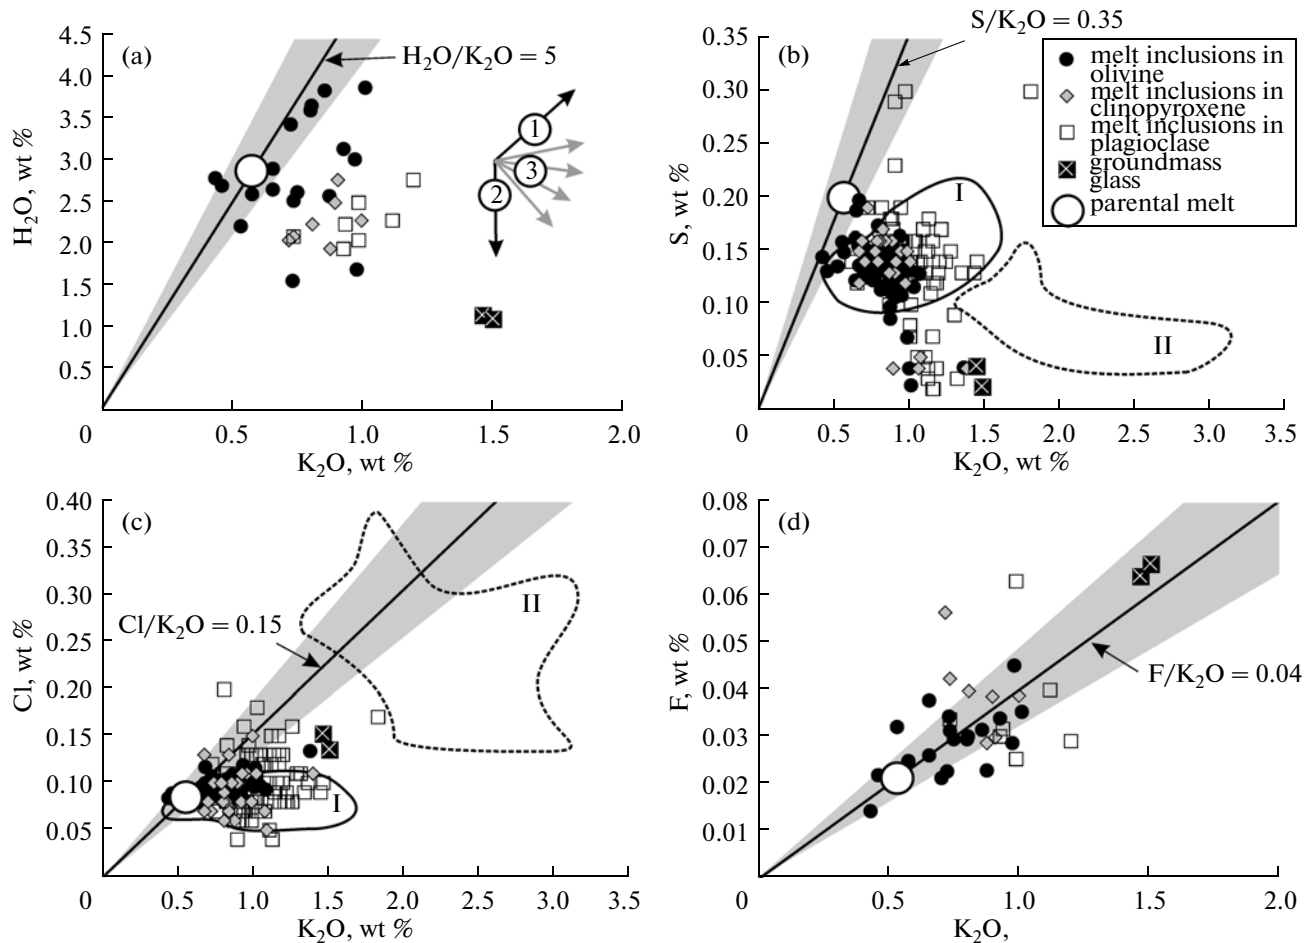 (a)
H₂O/K₂O = 5
4.5
4.0
3.5
3.0
2.5
2.0
1.5
1.0
0.5
0
0.5
1.0
1.5
2.0
H₂O, wt %
K₂O, wt %
1
2
3
(b)
S/K₂O = 0.35
0.35
0.30
0.25
0.20
0.15
0.10
0.05
0
0.5
1.0
1.5
2.0
2.5
3.0
3.5
S, wt %
K₂O, wt %
I
II
melt inclusions in
olivine
melt inclusions in
clinopyroxene
melt inclusions in
plagioclase
groundmass
glass
parental melt
(c)
Cl/K₂O = 0.15
0.40
0.35
0.30
0.25
0.20
0.15
0.10
0.05
0
0.5
1.0
1.5
2.0
2.5
3.0
3.5
Cl, wt %
K₂O, wt %
II
I
(d)
F/K₂O = 0.04
0.08
0.07
0.06
0.05
0.04
0.03
0.02
0.01
0
0.5
1.0
1.5
2.0
F, wt %
K₂O,